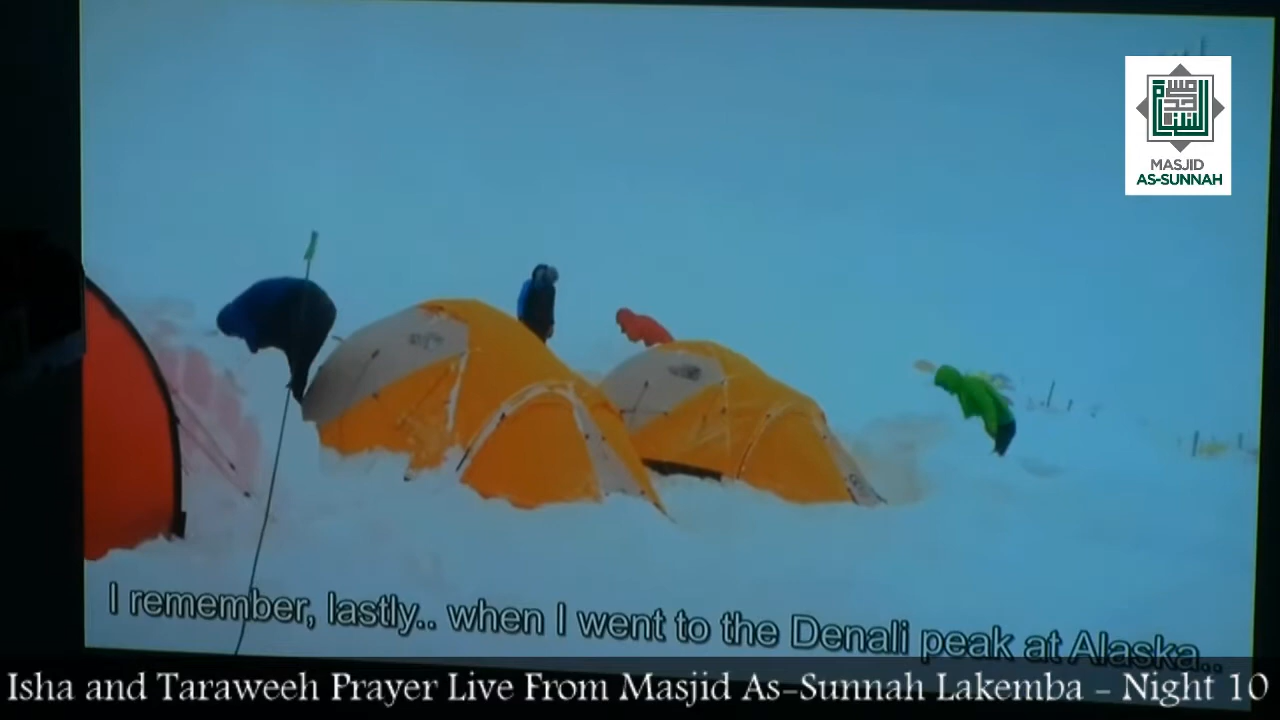 MASJID
AS-SUNNAH
I remember, lastly.. when I went to the Denali peak at Alaska..
Isha and Taraweeh Prayer Live From Masjid As-Sunnah Lakemba - Night 10